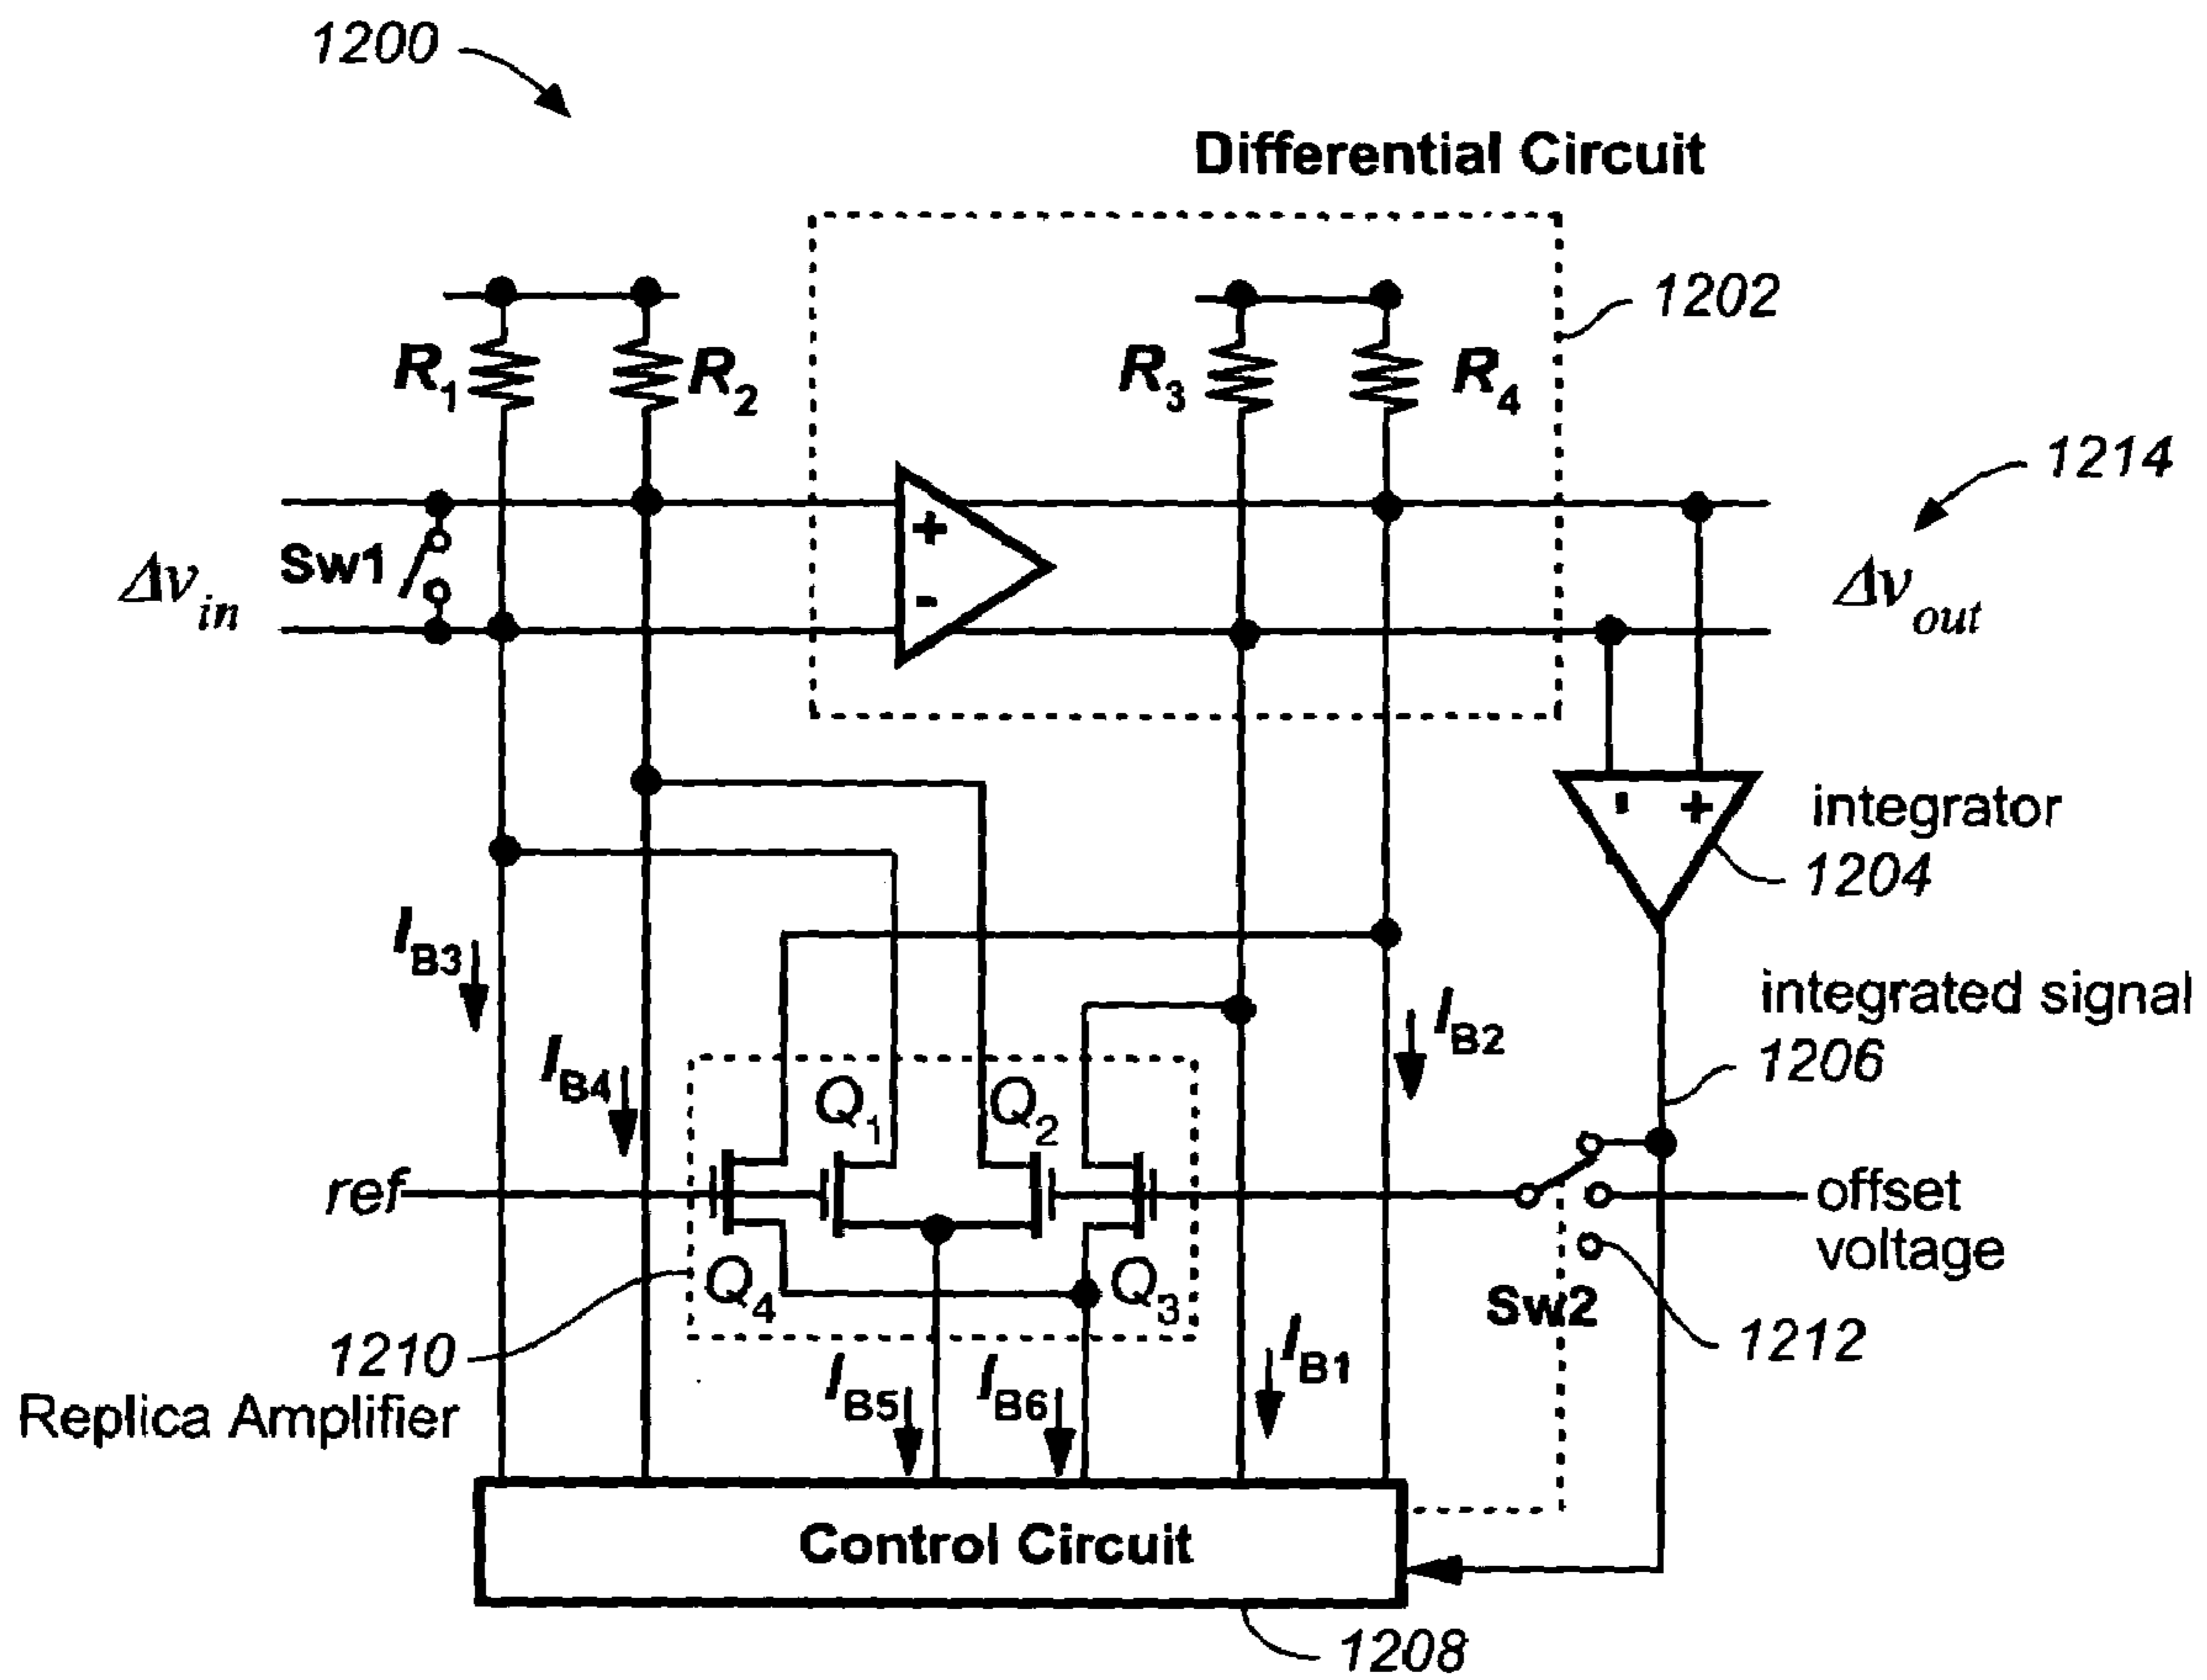 1200
Differential Circuit
1202
R1
R2
R3
R4
1214
Sw1
+
-
Δvin
Δvout
- +
integrator
1204
IB3
integrated signal
1206
IB2
IB4
Q1
Q2
ref
offset
voltage
Q4
Q3
Sw2
1212
1210
Replica Amplifier
IB5
IB6
IB1
Control Circuit
1208